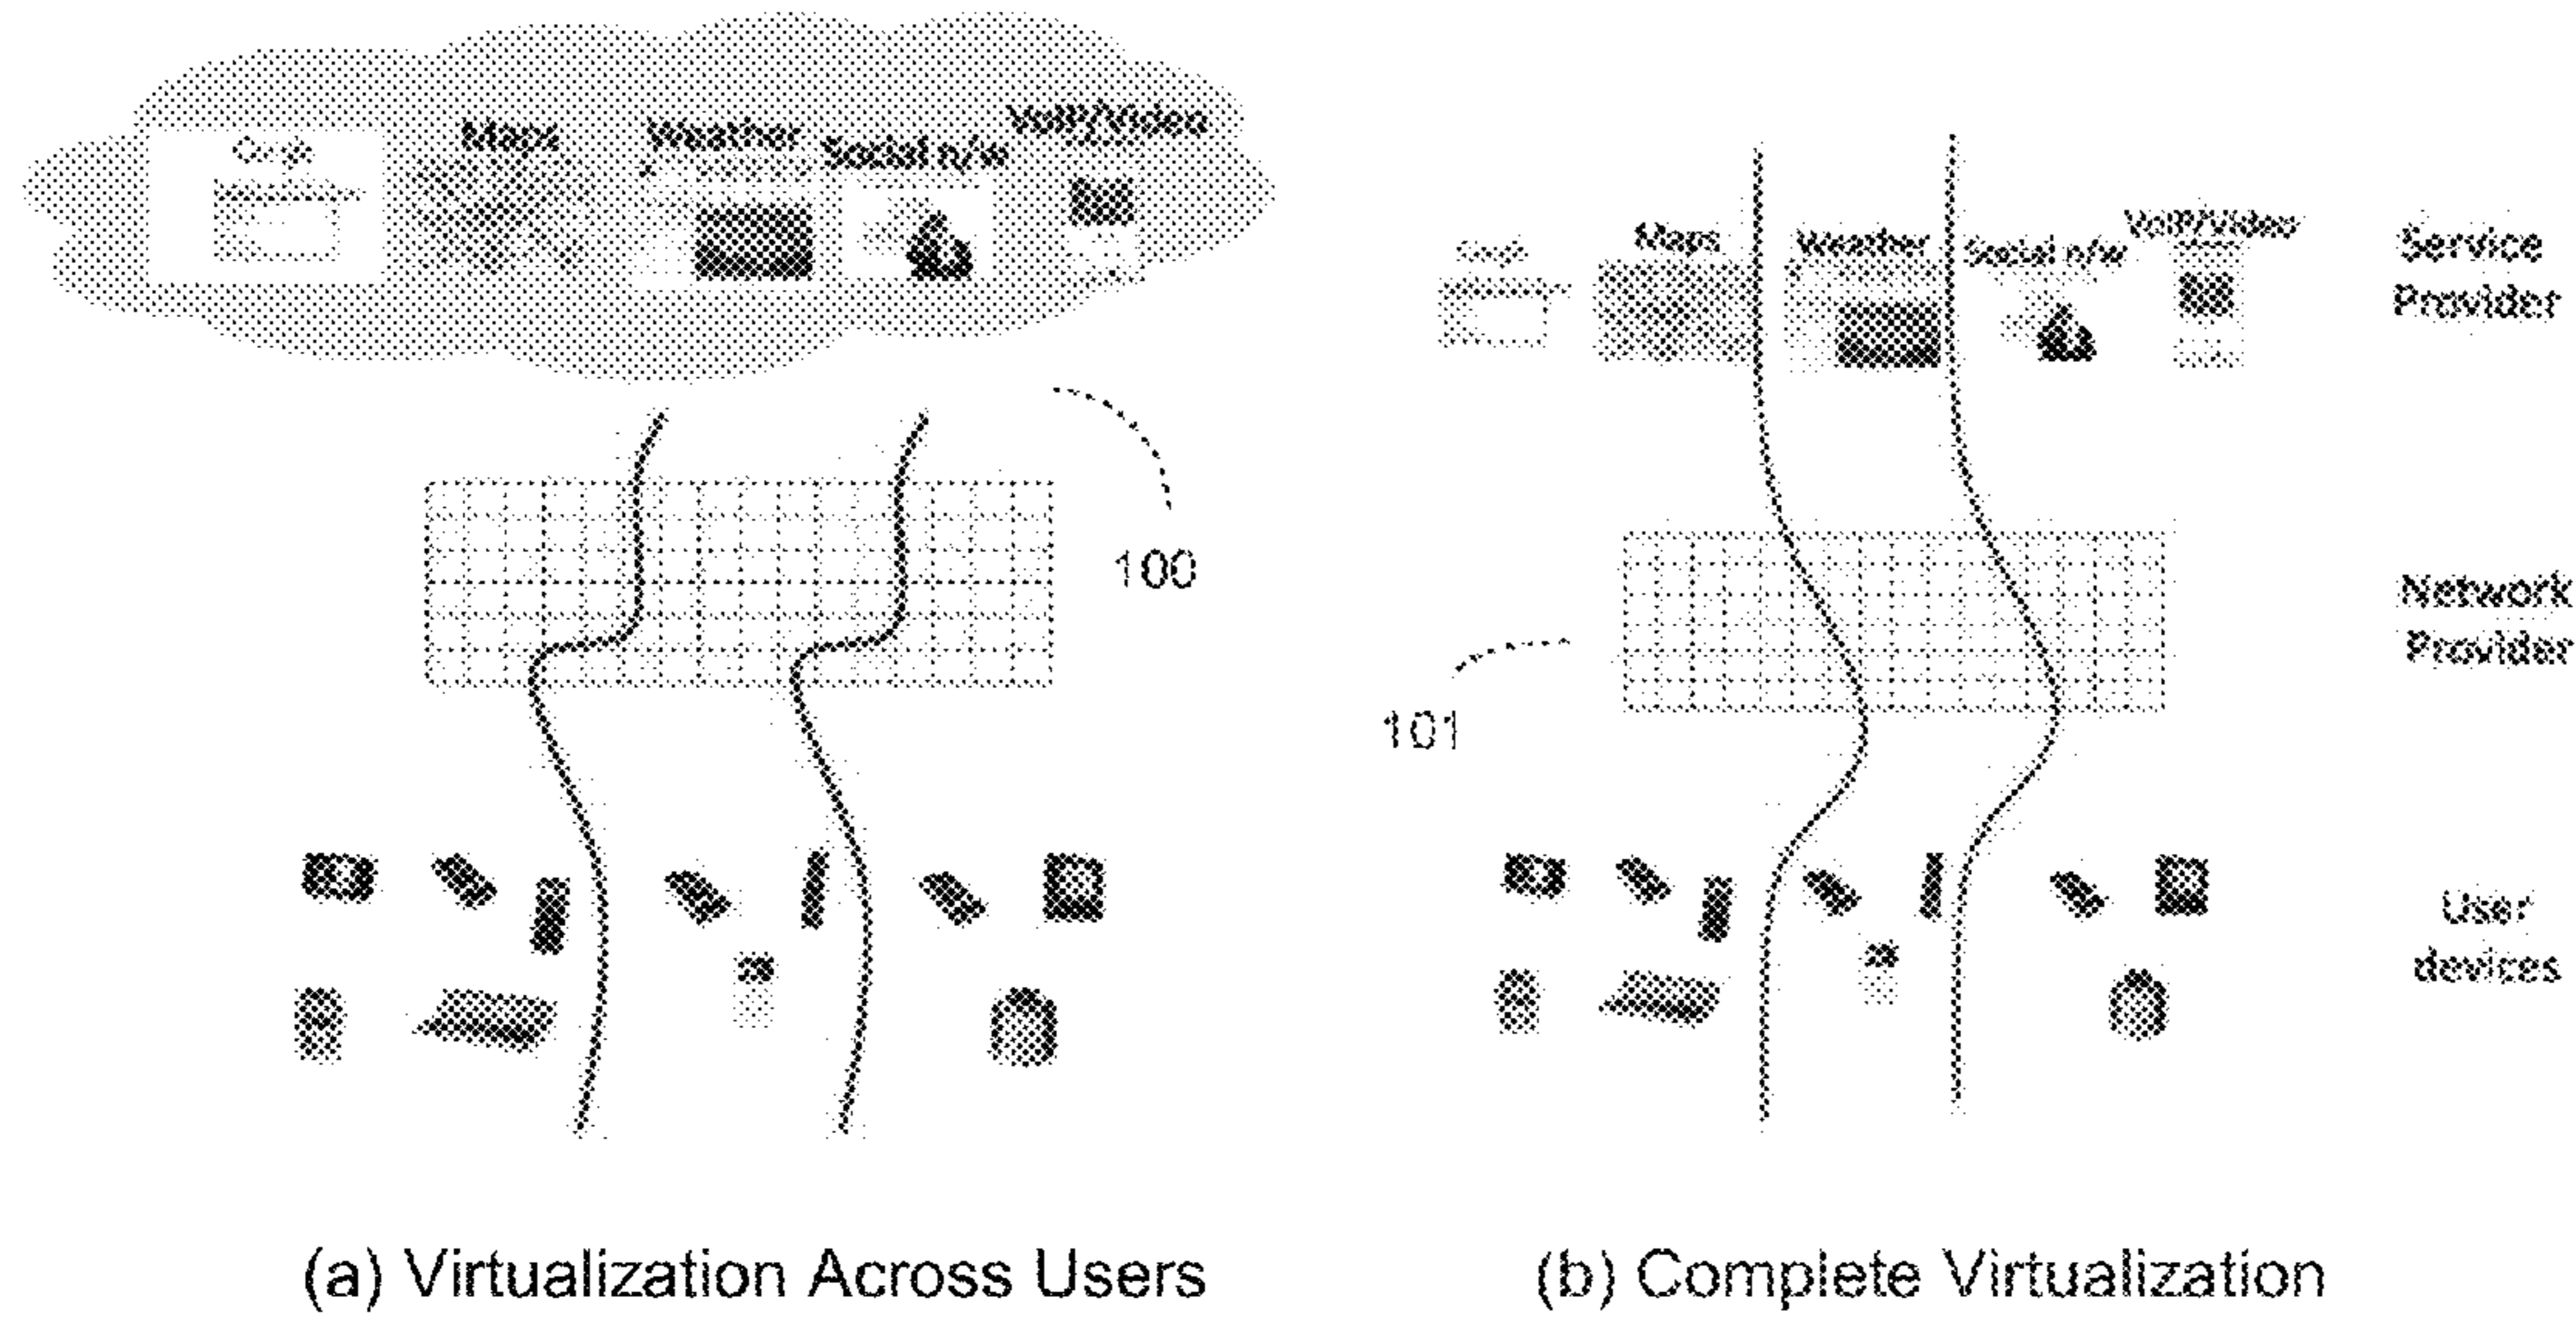 Maps
Weather
Social n/w
VoIP/Video
Maps
Weather
Social n/w
VoIP/Video
Service
Provider
100
Network
Provider
101
User
devices
(a) Virtualization Across Users
(b) Complete Virtualization